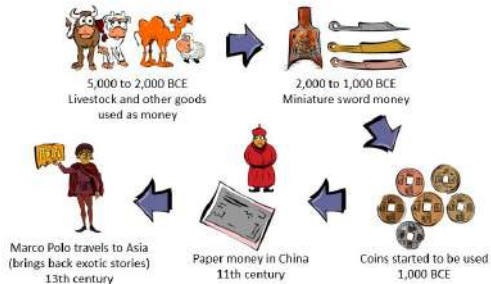 5,000 to 2,000 BCE
Livestock and other goods
used as money
2,000 to 1,000 BCE
Miniature sword money
Coins started to be used
1,000 BCE
Paper money in China
11th century
Marco Polo travels to Asia
(brings back exotic stories)
13th century